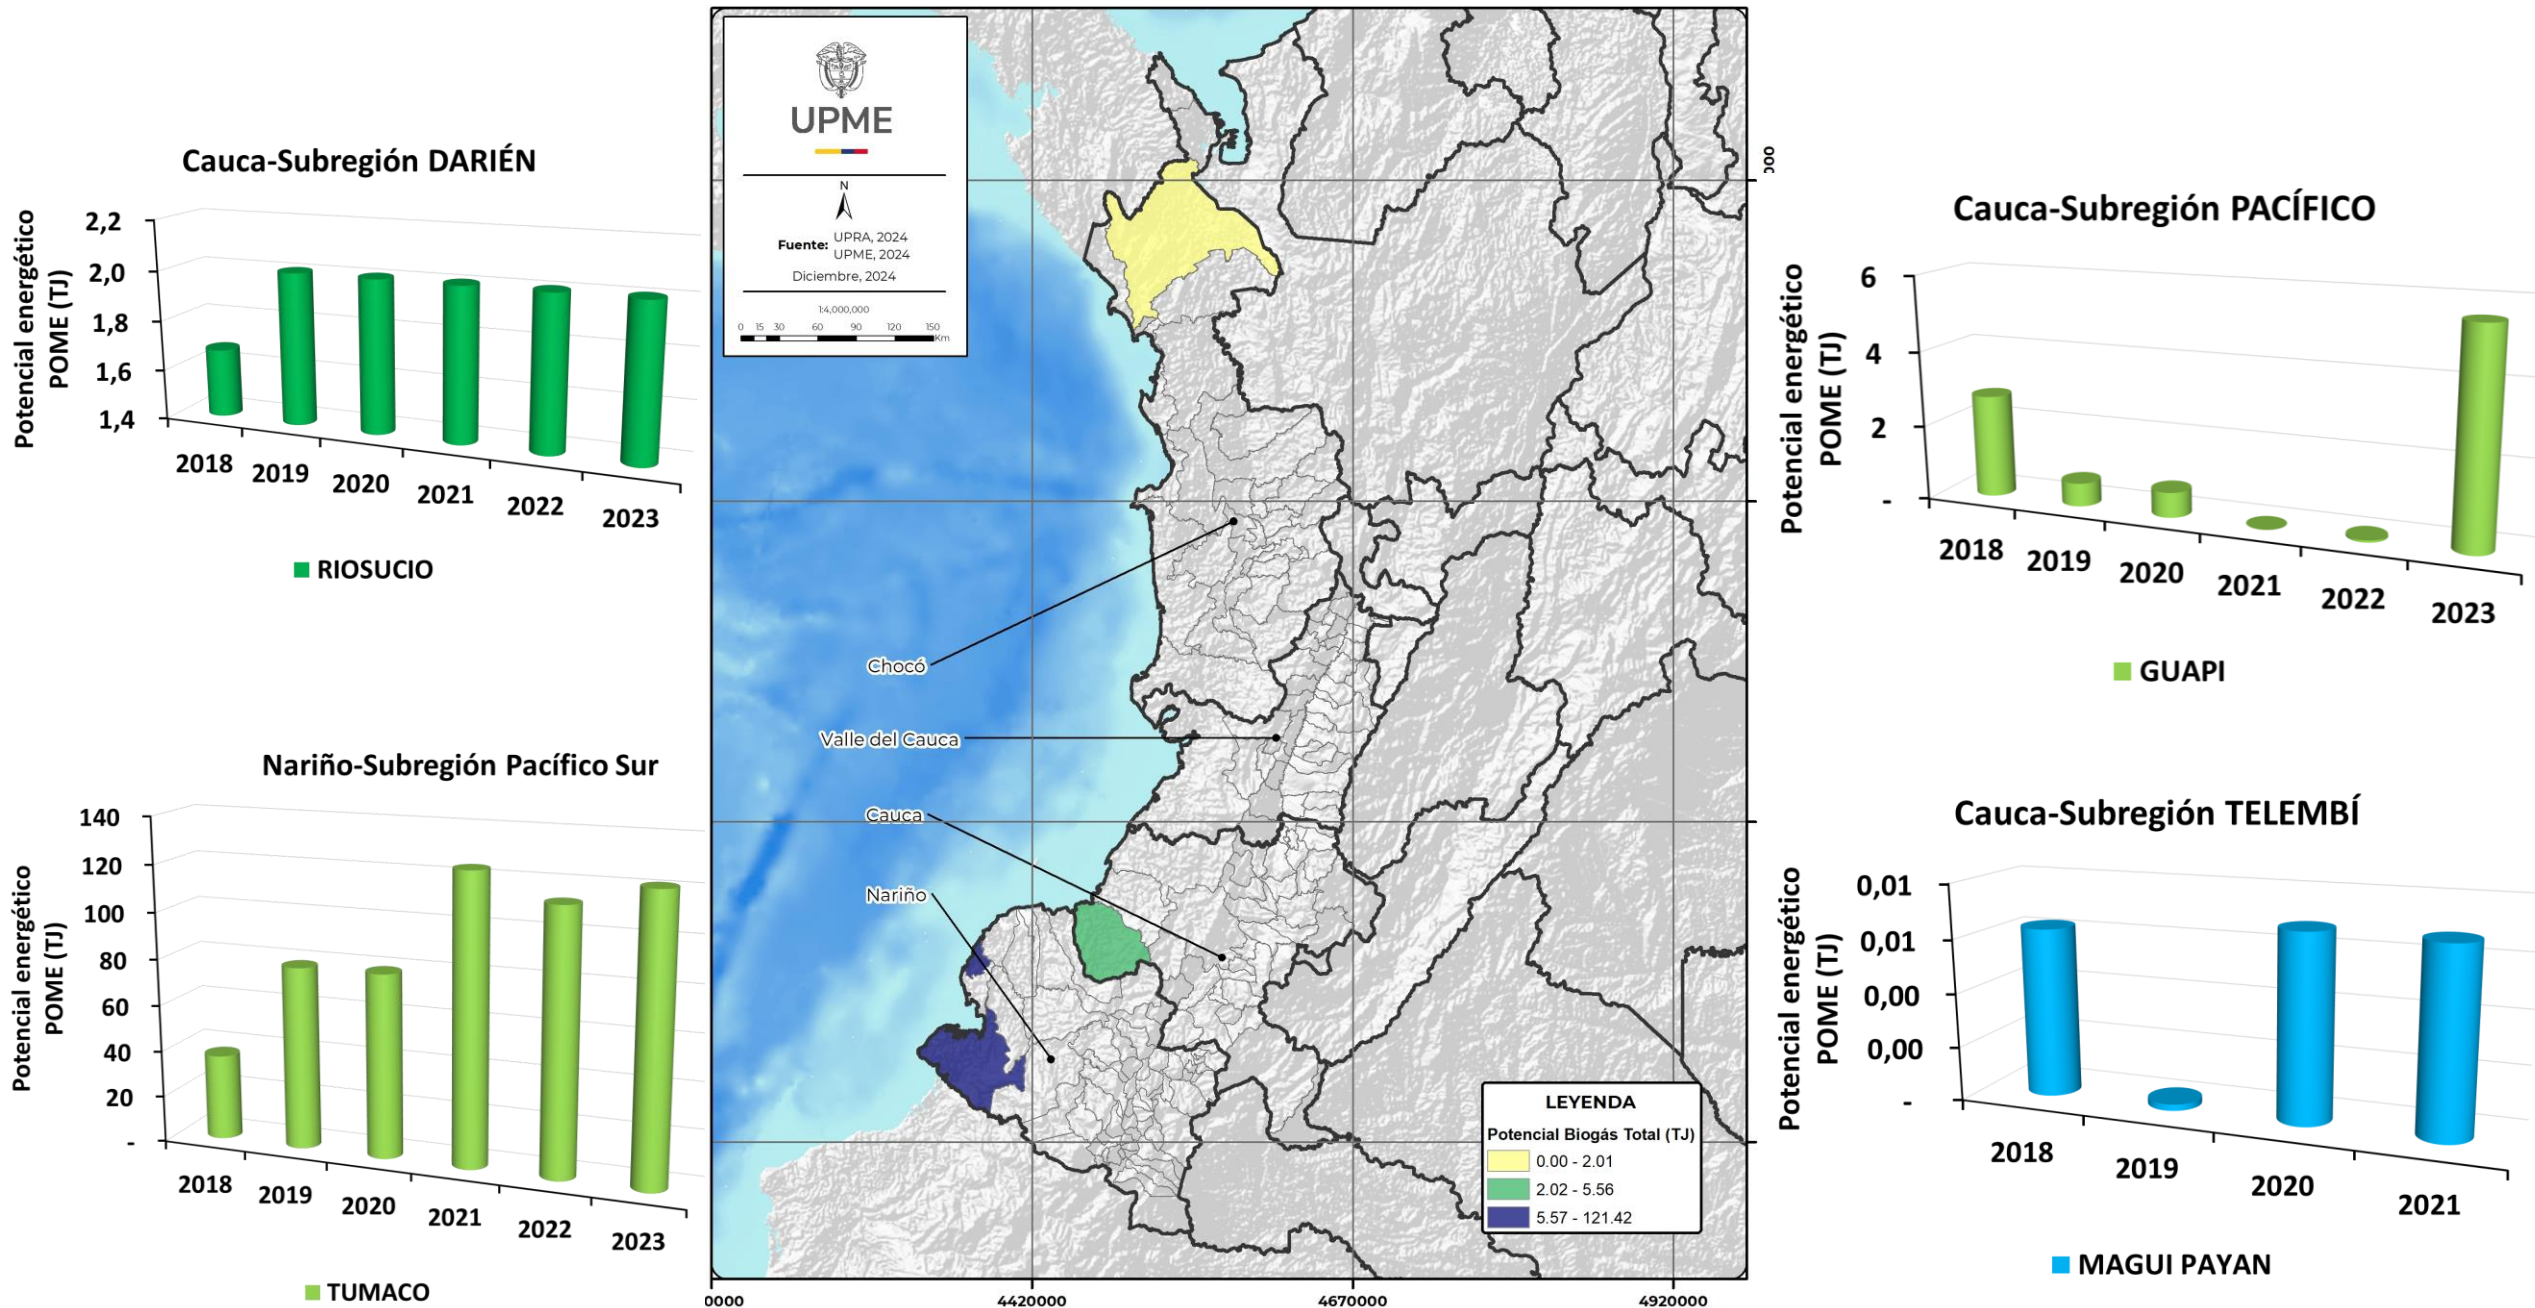 Cauca-Subregión DARIÉN
Potencial energético
POME (TJ)
2,2
2,0
1,8
1,6
1,4
2018
2019
2020
2021
2022
2023
RIOSUCIO
Nariño-Subregión Pacífico Sur
Potencial energético
POME (TJ)
140
120
100
80
60
40
20
-
2018
2019
2020
2021
2022
2023
TUMACO
UPME
N
Fuente: UPRA, 2024
UPME, 2024
Diciembre, 2024
1:4,000,000
0 15 30 60 90 120 150
Km
Chocó
Valle del Cauca
Cauca
Nariño
LEYENDA
Potencial Biogás Total (TJ)
0.00 - 2.01
2.02 - 5.56
5.57 - 121.42
0000
4420000
4670000
4920000
000
Cauca-Subregión PACÍFICO
Potencial energético
POME (TJ)
6
4
2
-
2018
2019
2020
2021
2022
2023
GUAPI
Cauca-Subregión TELEMBÍ
Potencial energético
POME (TJ)
0,01
0,01
0,00
0,00
-
2018
2019
2020
2021
MAGUI PAYAN